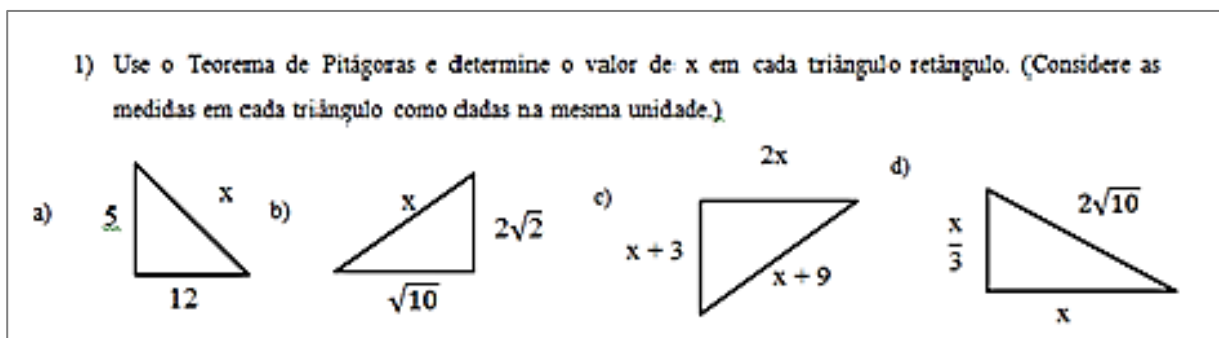 1) Use o Teorema de Pitágoras e determine o valor de x em cada triângulo retângulo. (Considere as
medidas em cada triângulo como dadas na mesma unidade.)
a) 5 x 12
b) x 2√2 √10
c) 2x x + 3 x + 9
d) x/3 2√10 x